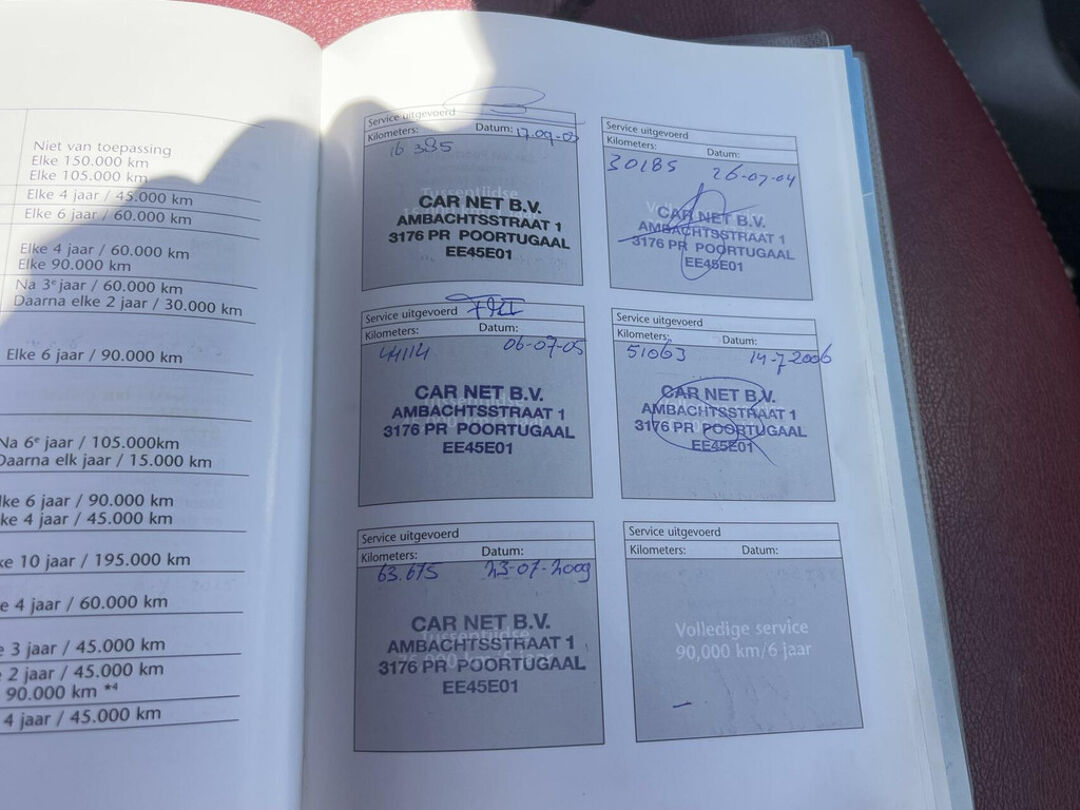 Niet van toepassing
Elke 150.000 km
Elke 105.000 km
Elke 4 jaar / 45.000 km
Elke 6 jaar / 60.000 km
Elke 4 jaar / 60.000 km
Elke 90.000 km
Na 3e jaar / 60.000 km
Daarna elke 2 jaar / 30.000 km
Elke 6 jaar / 90.000 km
Na 6e jaar / 105.000km
Daarna elk jaar / 15.000 km
lke 6 jaar / 90.000 km
ke 4 jaar / 45.000 km
ke 10 jaar / 195.000 km
e 4 jaar / 60.000 km
e 3 jaar / 45.000 km
2 jaar / 45.000 km
90.000 km *4
4 jaar / 45.000 km
Service uitgevoerd
Kilometers: Datum: 17.09-03
16 385
Tussentijdse
CAR NET B.V.
AMBACHTSSTRAAT 1
3176 PR POORTUGAAL
EE45E01
Service uitgevoerd
Kilometers: Datum:
30185 26-07-04
CAR NET B.V.
AMBACHTSSTRAAT 1
3176 PR POORTUGAAL
EE45E01
Service uitgevoerd
Kilometers: Datum:
44114 06-07-05
CAR NET B.V.
AMBACHTSSTRAAT 1
3176 PR POORTUGAAL
EE45E01
Service uitgevoerd
Kilometers: Datum:
51063 14-7-2006
CAR NET B.V.
AMBACHTSSTRAAT 1
3176 PR POORTUGAAL
EE45E01
Service uitgevoerd
Kilometers: Datum:
63.675 23-07-2009
CAR NET B.V.
Tussentijdse
AMBACHTSSTRAAT 1
3176 PR POORTUGAAL
EE45E01
Service uitgevoerd
Kilometers: Datum:
Volledige service
90,000 km/6 jaar